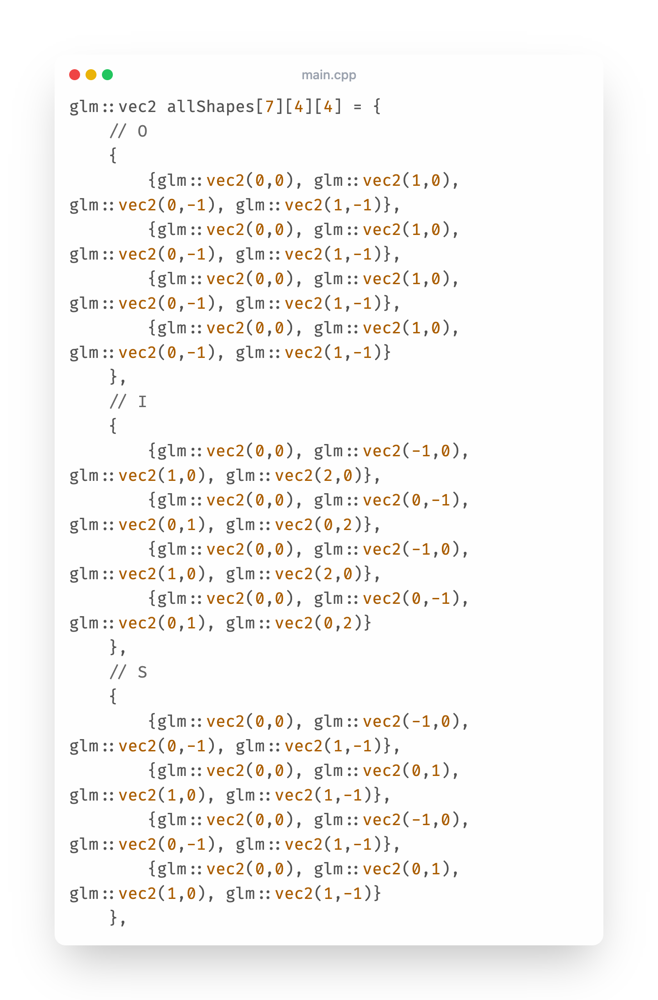 main.cpp
glm::vec2 allShapes[7][4][4] = {
    // O
    {
        {glm::vec2(0,0), glm::vec2(1,0),
glm::vec2(0,-1), glm::vec2(1,-1)},
        {glm::vec2(0,0), glm::vec2(1,0),
glm::vec2(0,-1), glm::vec2(1,-1)},
        {glm::vec2(0,0), glm::vec2(1,0),
glm::vec2(0,-1), glm::vec2(1,-1)},
        {glm::vec2(0,0), glm::vec2(1,0),
glm::vec2(0,-1), glm::vec2(1,-1)}
    },
    // I
    {
        {glm::vec2(0,0), glm::vec2(-1,0),
glm::vec2(1,0), glm::vec2(2,0)},
        {glm::vec2(0,0), glm::vec2(0,-1),
glm::vec2(0,1), glm::vec2(0,2)},
        {glm::vec2(0,0), glm::vec2(-1,0),
glm::vec2(1,0), glm::vec2(2,0)},
        {glm::vec2(0,0), glm::vec2(0,-1),
glm::vec2(0,1), glm::vec2(0,2)}
    },
    // S
    {
        {glm::vec2(0,0), glm::vec2(-1,0),
glm::vec2(0,-1), glm::vec2(1,-1)},
        {glm::vec2(0,0), glm::vec2(0,1),
glm::vec2(1,0), glm::vec2(1,-1)},
        {glm::vec2(0,0), glm::vec2(-1,0),
glm::vec2(0,-1), glm::vec2(1,-1)},
        {glm::vec2(0,0), glm::vec2(0,1),
glm::vec2(1,0), glm::vec2(1,-1)}
    },